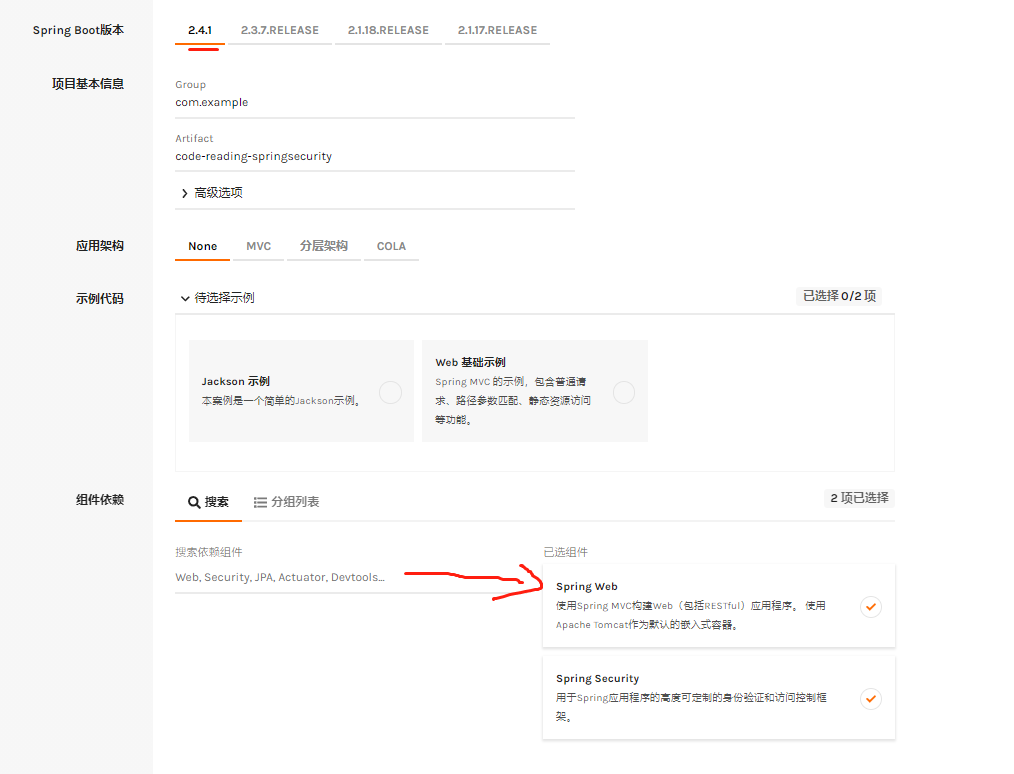 Spring Boot版本
2.4.1
2.3.7.RELEASE
2.1.18.RELEASE
2.1.17.RELEASE
项目基本信息
Group
com.example
Artifact
code-reading-springsecurity
高级选项
应用架构
None
MVC
分层架构
COLA
示例代码
待选择示例
已选择 0/2 项
Jackson 示例
本案例是一个简单的Jackson示例。
Web 基础示例
Spring MVC 的示例，包含普通请
求、路径参数匹配、静态资源访问
等功能。
组件依赖
搜索
分组列表
2 项已选择
搜索依赖组件
Web, Security, JPA, Actuator, Devtools...
已选组件
Spring Web
使用Spring MVC构建Web（包括RESTful）应用程序。 使用
Apache Tomcat作为默认的嵌入式容器。
Spring Security
用于Spring应用程序的高度可定制的身份验证和访问控制框
架。